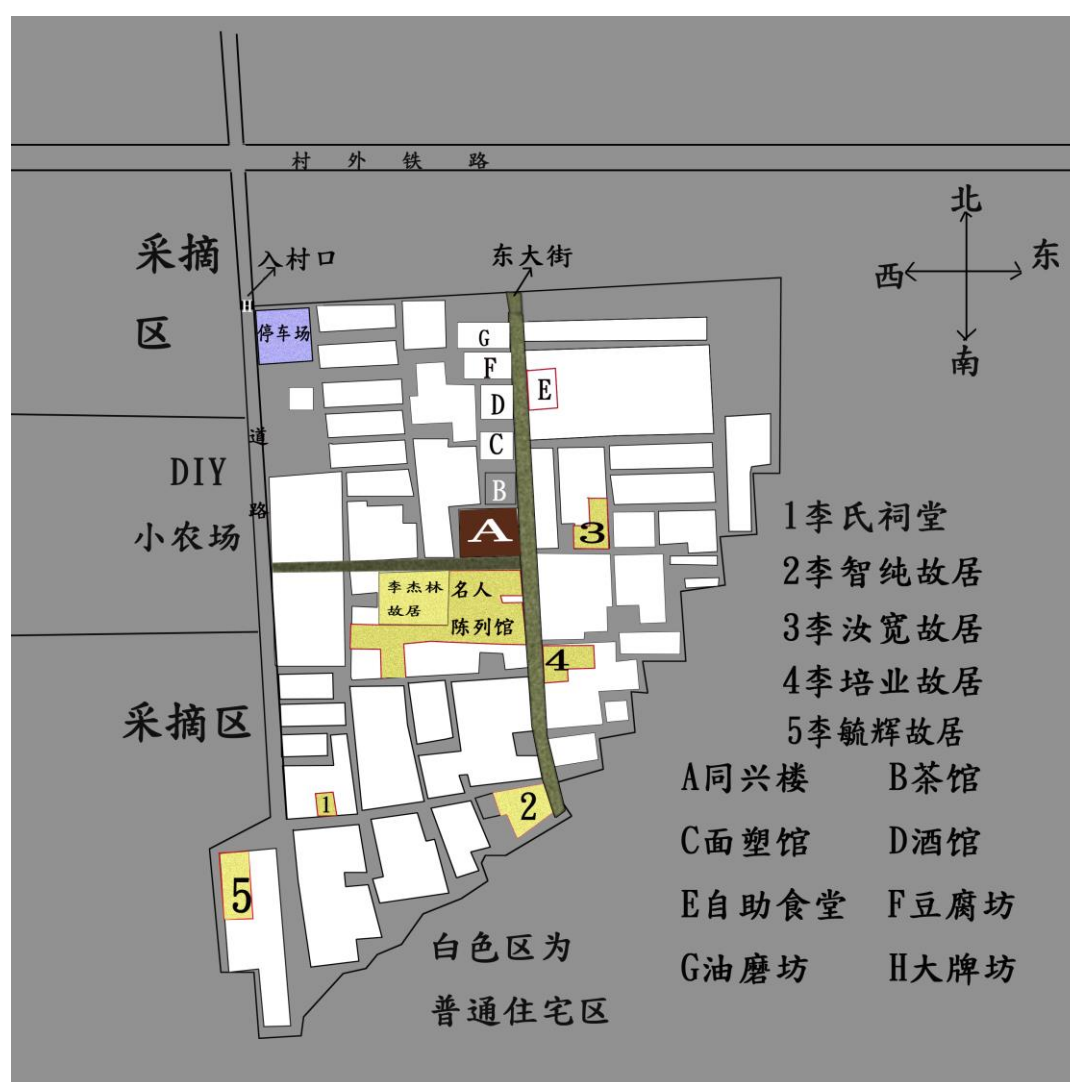 村外铁路
北
西
东
南
采摘
区
入村口
东大街
H
停车场
G
F
D
E
C
B
A
道
路
DIY
小农场
3
李杰林
故居
名人
陈列馆
4
采摘区
1
2
5
1李氏祠堂
2李智纯故居
3李汝宽故居
4李培业故居
5李毓辉故居
A同兴楼 B茶馆
C面塑馆 D酒馆
E自助食堂 F豆腐坊
G油磨坊 H大牌坊
白色区为
普通住宅区